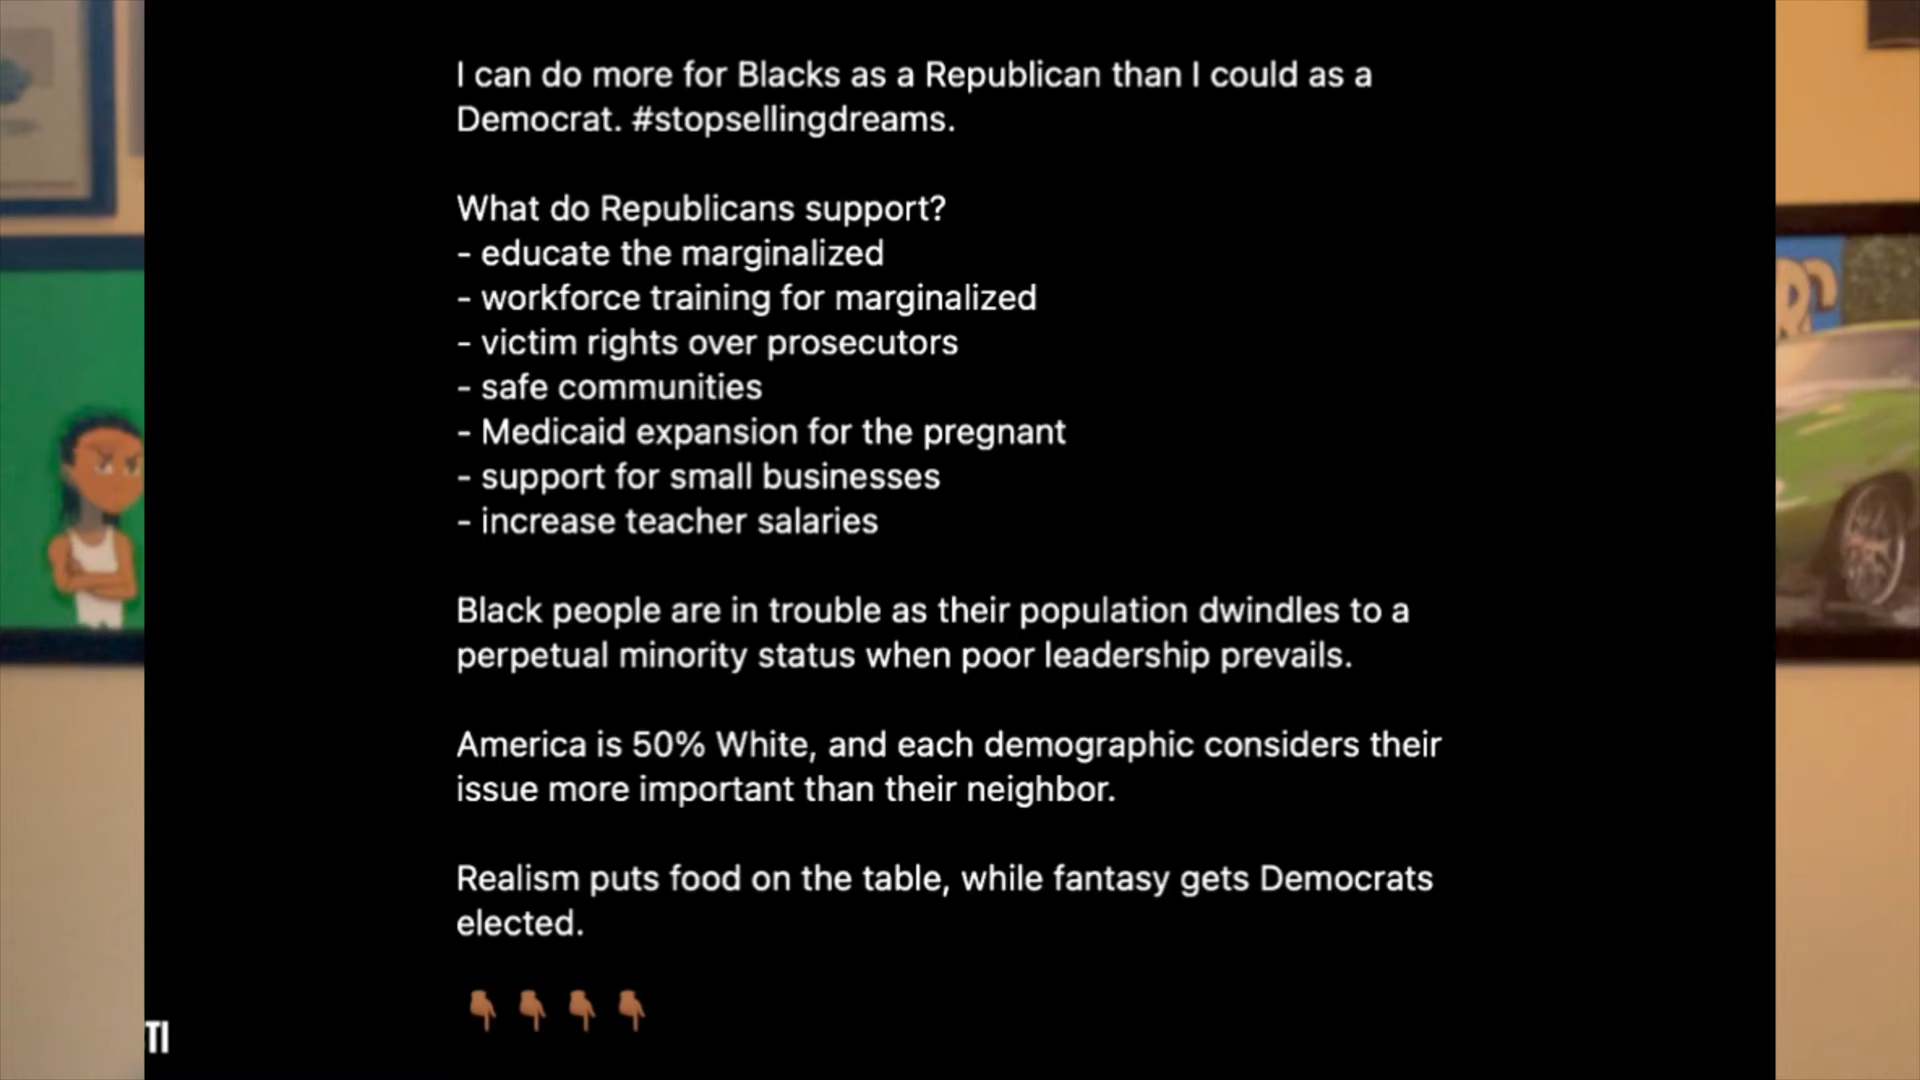 I can do more for Blacks as a Republican than I could as a
Democrat. #stopsellingdreams.
What do Republicans support?
- educate the marginalized
- workforce training for marginalized
- victim rights over prosecutors
- safe communities
- Medicaid expansion for the pregnant
- support for small businesses
- increase teacher salaries
Black people are in trouble as their population dwindles to a
perpetual minority status when poor leadership prevails.
America is 50% White, and each demographic considers their
issue more important than their neighbor.
Realism puts food on the table, while fantasy gets Democrats
elected.
TI